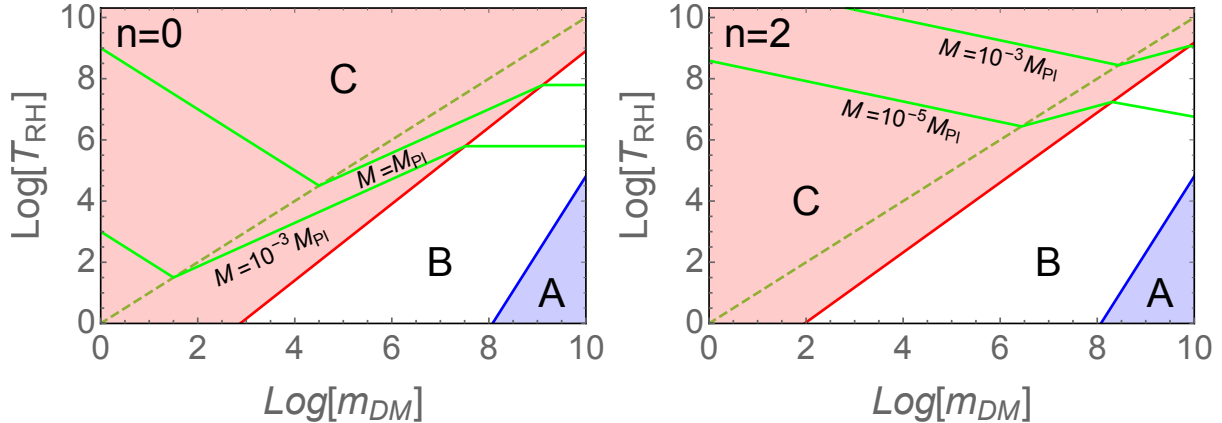 n=0
C
M=M_Pl
M=10^-3 M_Pl
B
A
Log[T_RH]
10
8
6
4
2
0
0 2 4 6 8 10
Log[m_DM]
n=2
M=10^-3 M_Pl
M=10^-5 M_Pl
C
B
A
Log[T_RH]
10
8
6
4
2
0
0 2 4 6 8 10
Log[m_DM]